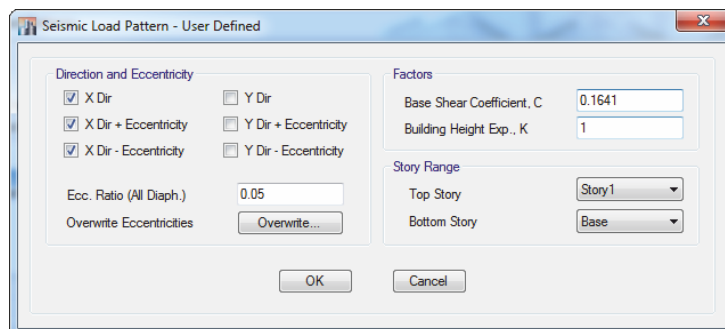 Seismic Load Pattern - User Defined
Direction and Eccentricity
X Dir
Y Dir
X Dir + Eccentricity
Y Dir + Eccentricity
X Dir - Eccentricity
Y Dir - Eccentricity
Ecc. Ratio (All Diaph.)
0.05
Overwrite Eccentricities
Overwrite...
Factors
Base Shear Coefficient, C
0.1641
Building Height Exp., K
1
Story Range
Top Story
Story1
Bottom Story
Base
OK
Cancel